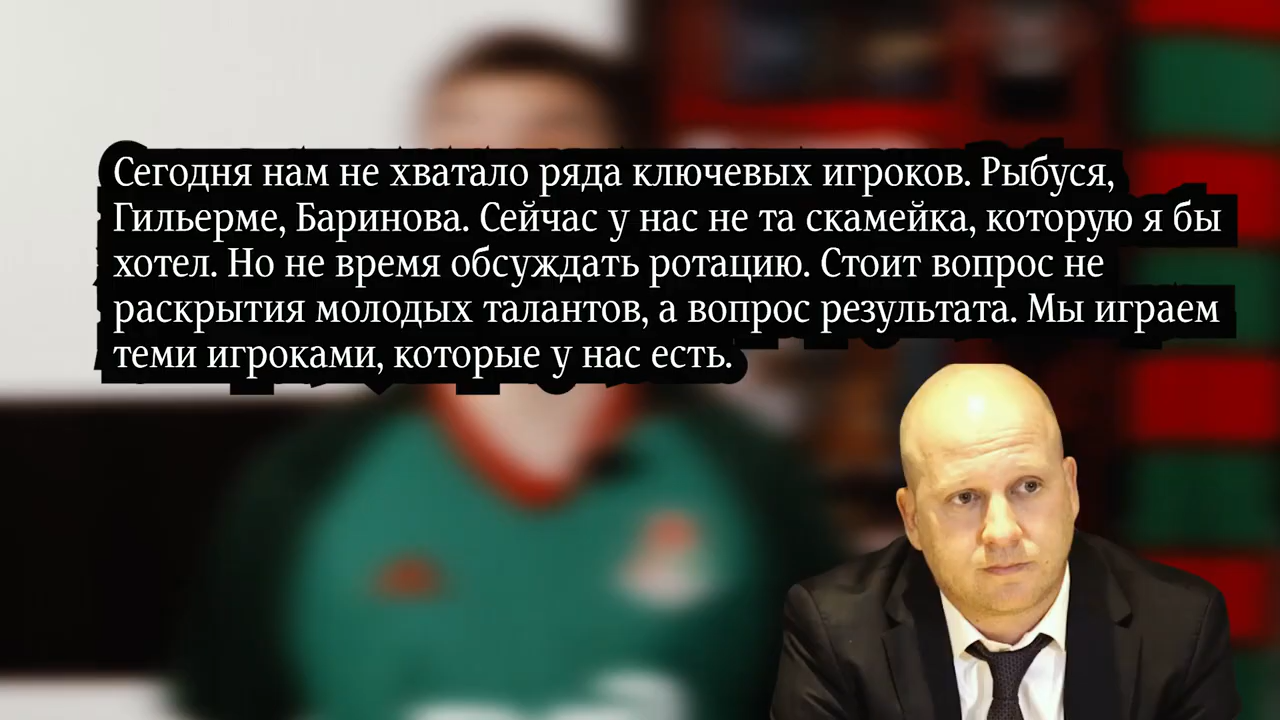 Сегодня нам не хватало ряда ключевых игроков. Рыбуся,
Гильерме, Баринова. Сейчас у нас не та скамейка, которую я бы
хотел. Но не время обсуждать ротацию. Стоит вопрос не
раскрытия молодых талантов, а вопрос результата. Мы играем
теми игроками, которые у нас есть.